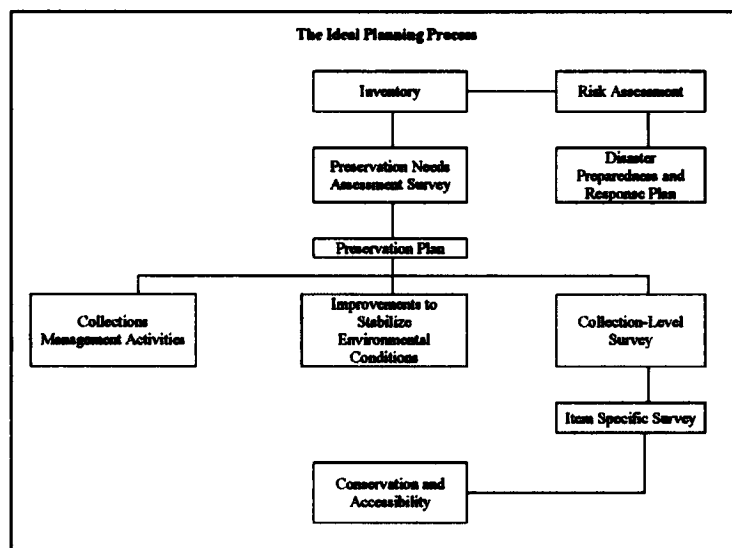 The Ideal Planning Process
Inventory
Risk Assessment
Preservation Needs
Assessment Survey
Disaster
Preparedness and
Response Plan
Preservation Plan
Collections
Management Activities
Improvements to
Stabilize
Environmental
Conditions
Collection-Level
Survey
Item Specific Survey
Conservation and
Accessibility